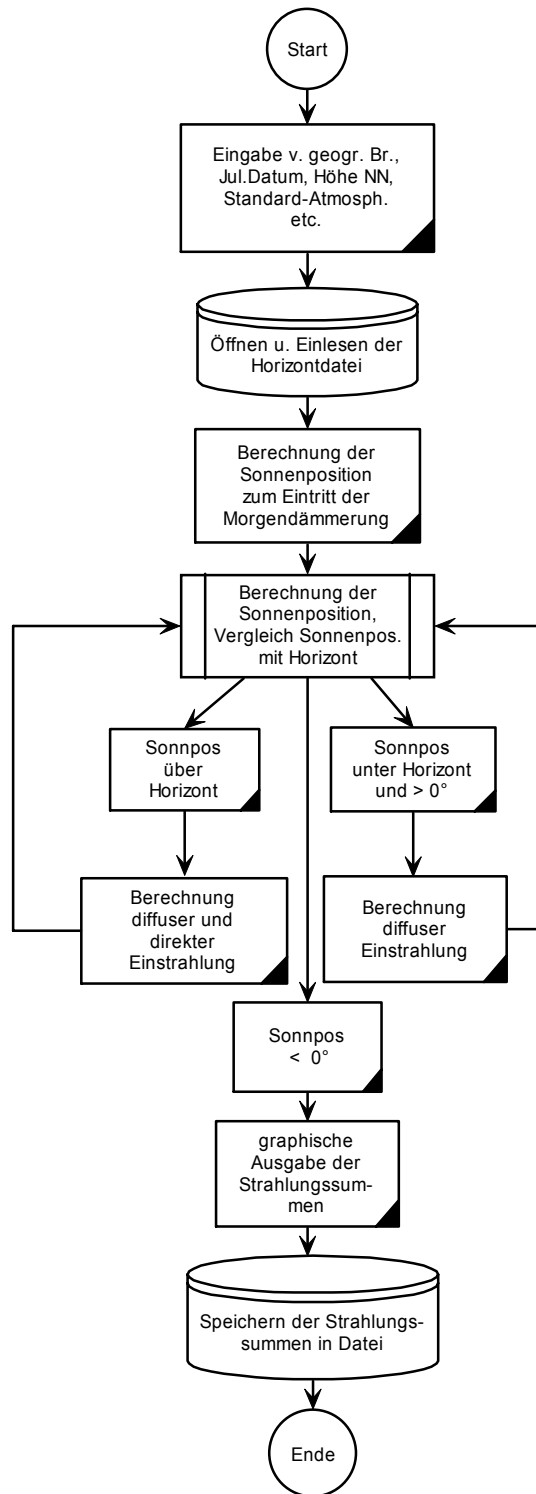 Start
Eingabe v. geogr. Br.,
Jul.Datum, Höhe NN,
Standard-Atmosph.
etc.
Öffnen u. Einlesen der
Horizontdatei
Berechnung der
Sonnenposition
zum Eintritt der
Morgendämmerung
Berechnung der
Sonnenposition,
Vergleich Sonnenpos.
mit Horizont
Sonnpos
über
Horizont
Sonnpos
unter Horizont
und > 0°
Berechnung
diffuser und
direkter
Einstrahlung
Berechnung
diffuser
Einstrahlung
Sonnpos
< 0°
graphische
Ausgabe der
Strahlungssum-
men
Speichern der Strahlungs-
summen in Datei
Ende